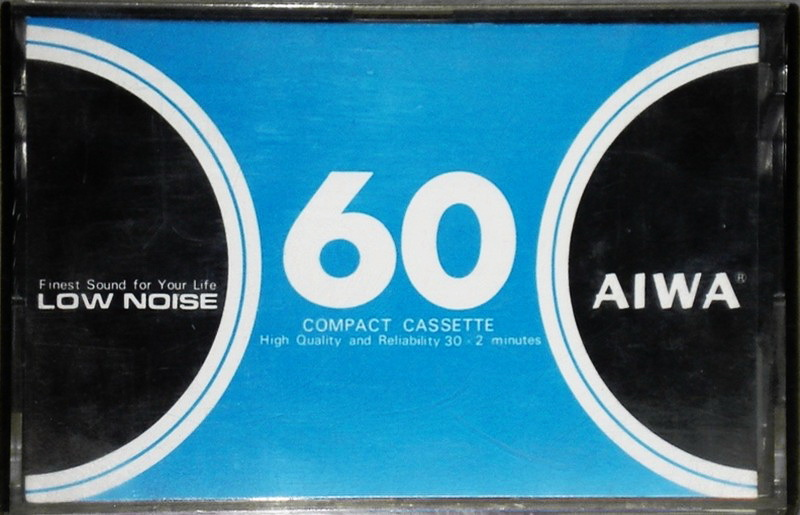 Finest Sound for Your Life
LOW NOISE
60
COMPACT CASSETTE
High Quality and Reliability 30 × 2 minutes
AIWA®